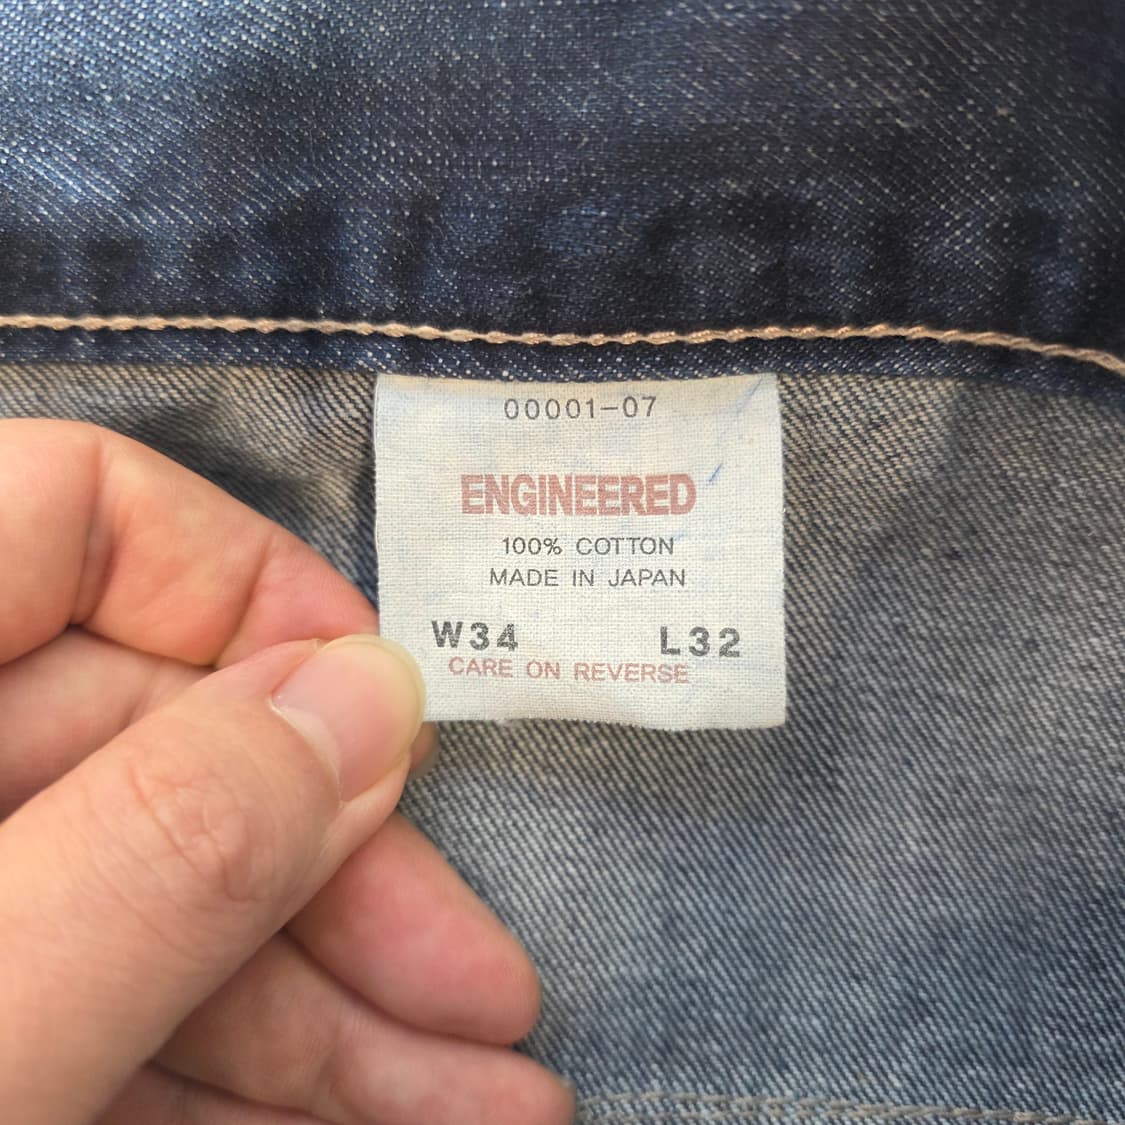 00001-07
ENGINEERED
100% COTTON
MADE IN JAPAN
W34 L32
CARE ON REVERSE